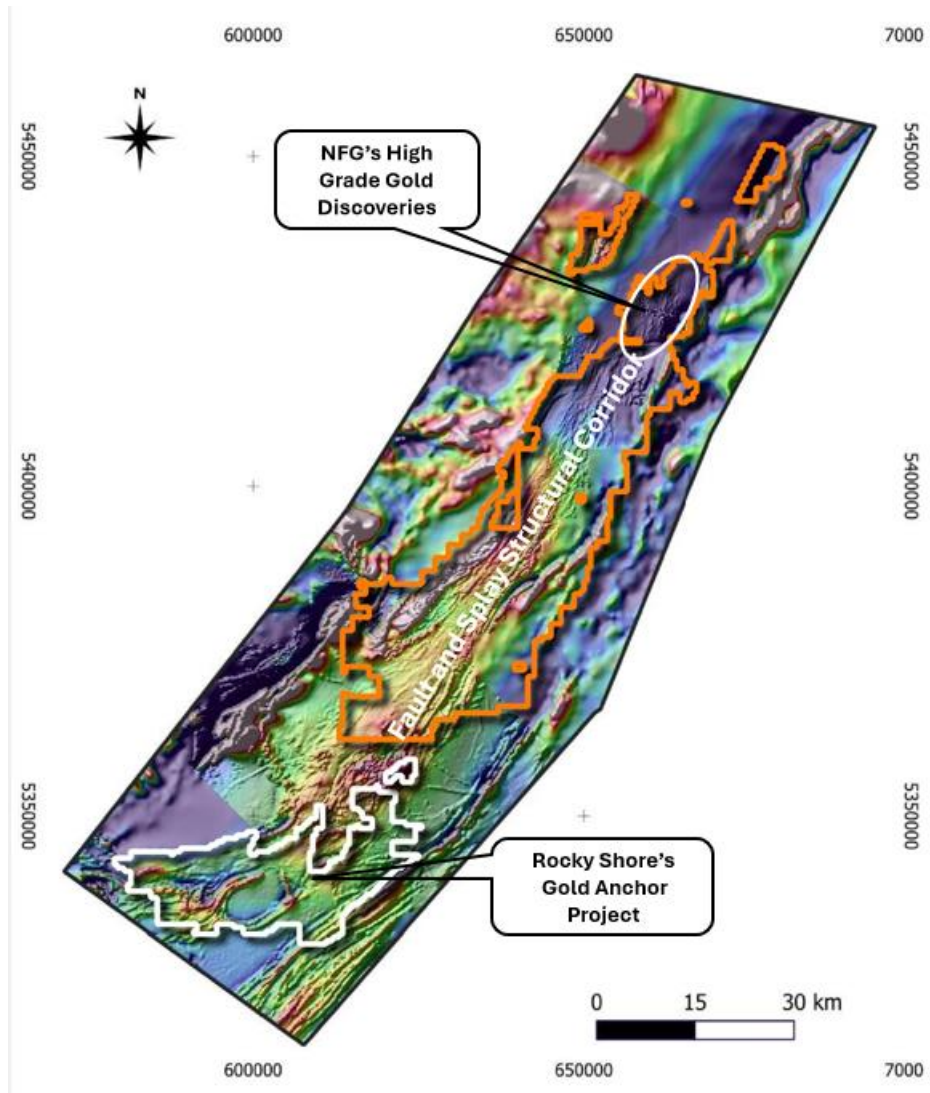 600000
650000
7000
N
5450000
5450000
NFG's High
Grade Gold
Discoveries
5400000
5400000
Fault and Splay Structural Corridor
5350000
5350000
Rocky Shore's
Gold Anchor
Project
0
15
30 km
600000
650000
7000